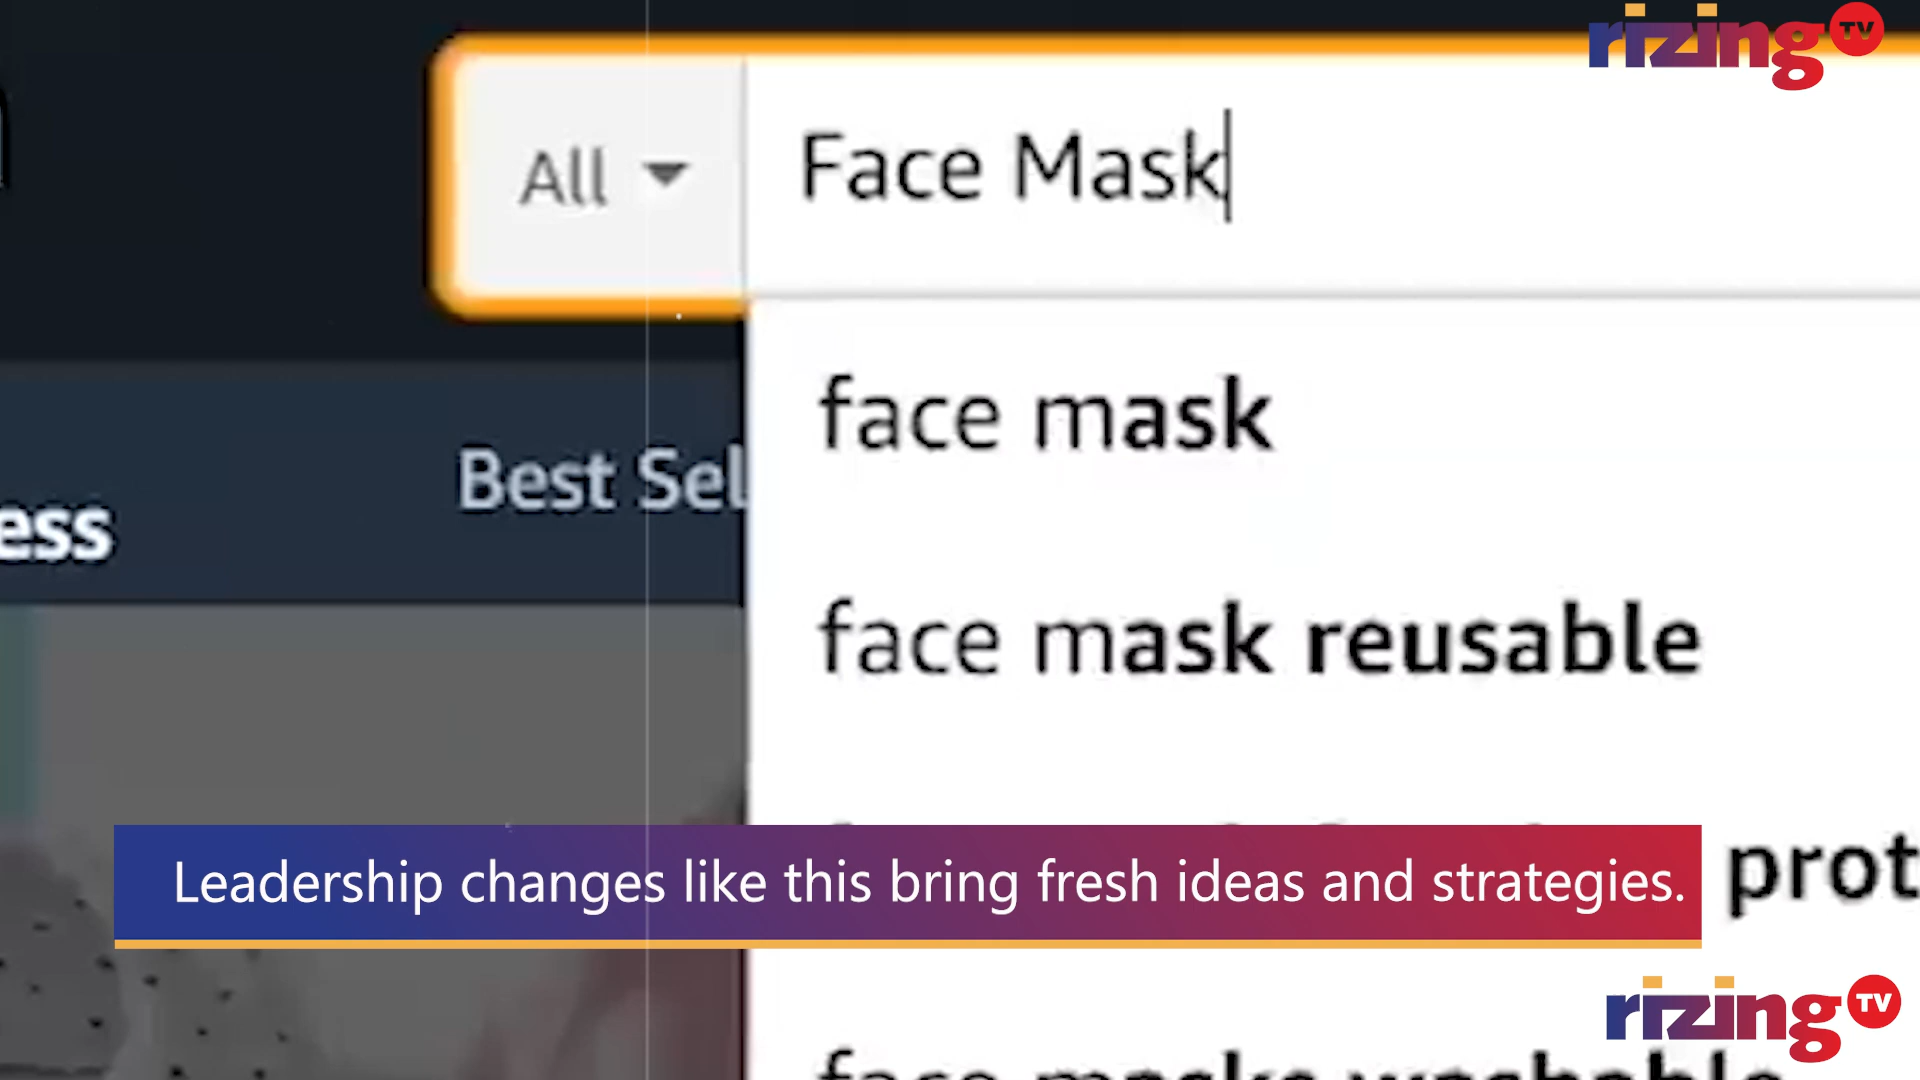 rizing TV
All
Face Mask
face mask
Best Sel
ess
face mask reusable
Leadership changes like this bring fresh ideas and strategies.
prot
rizing TV